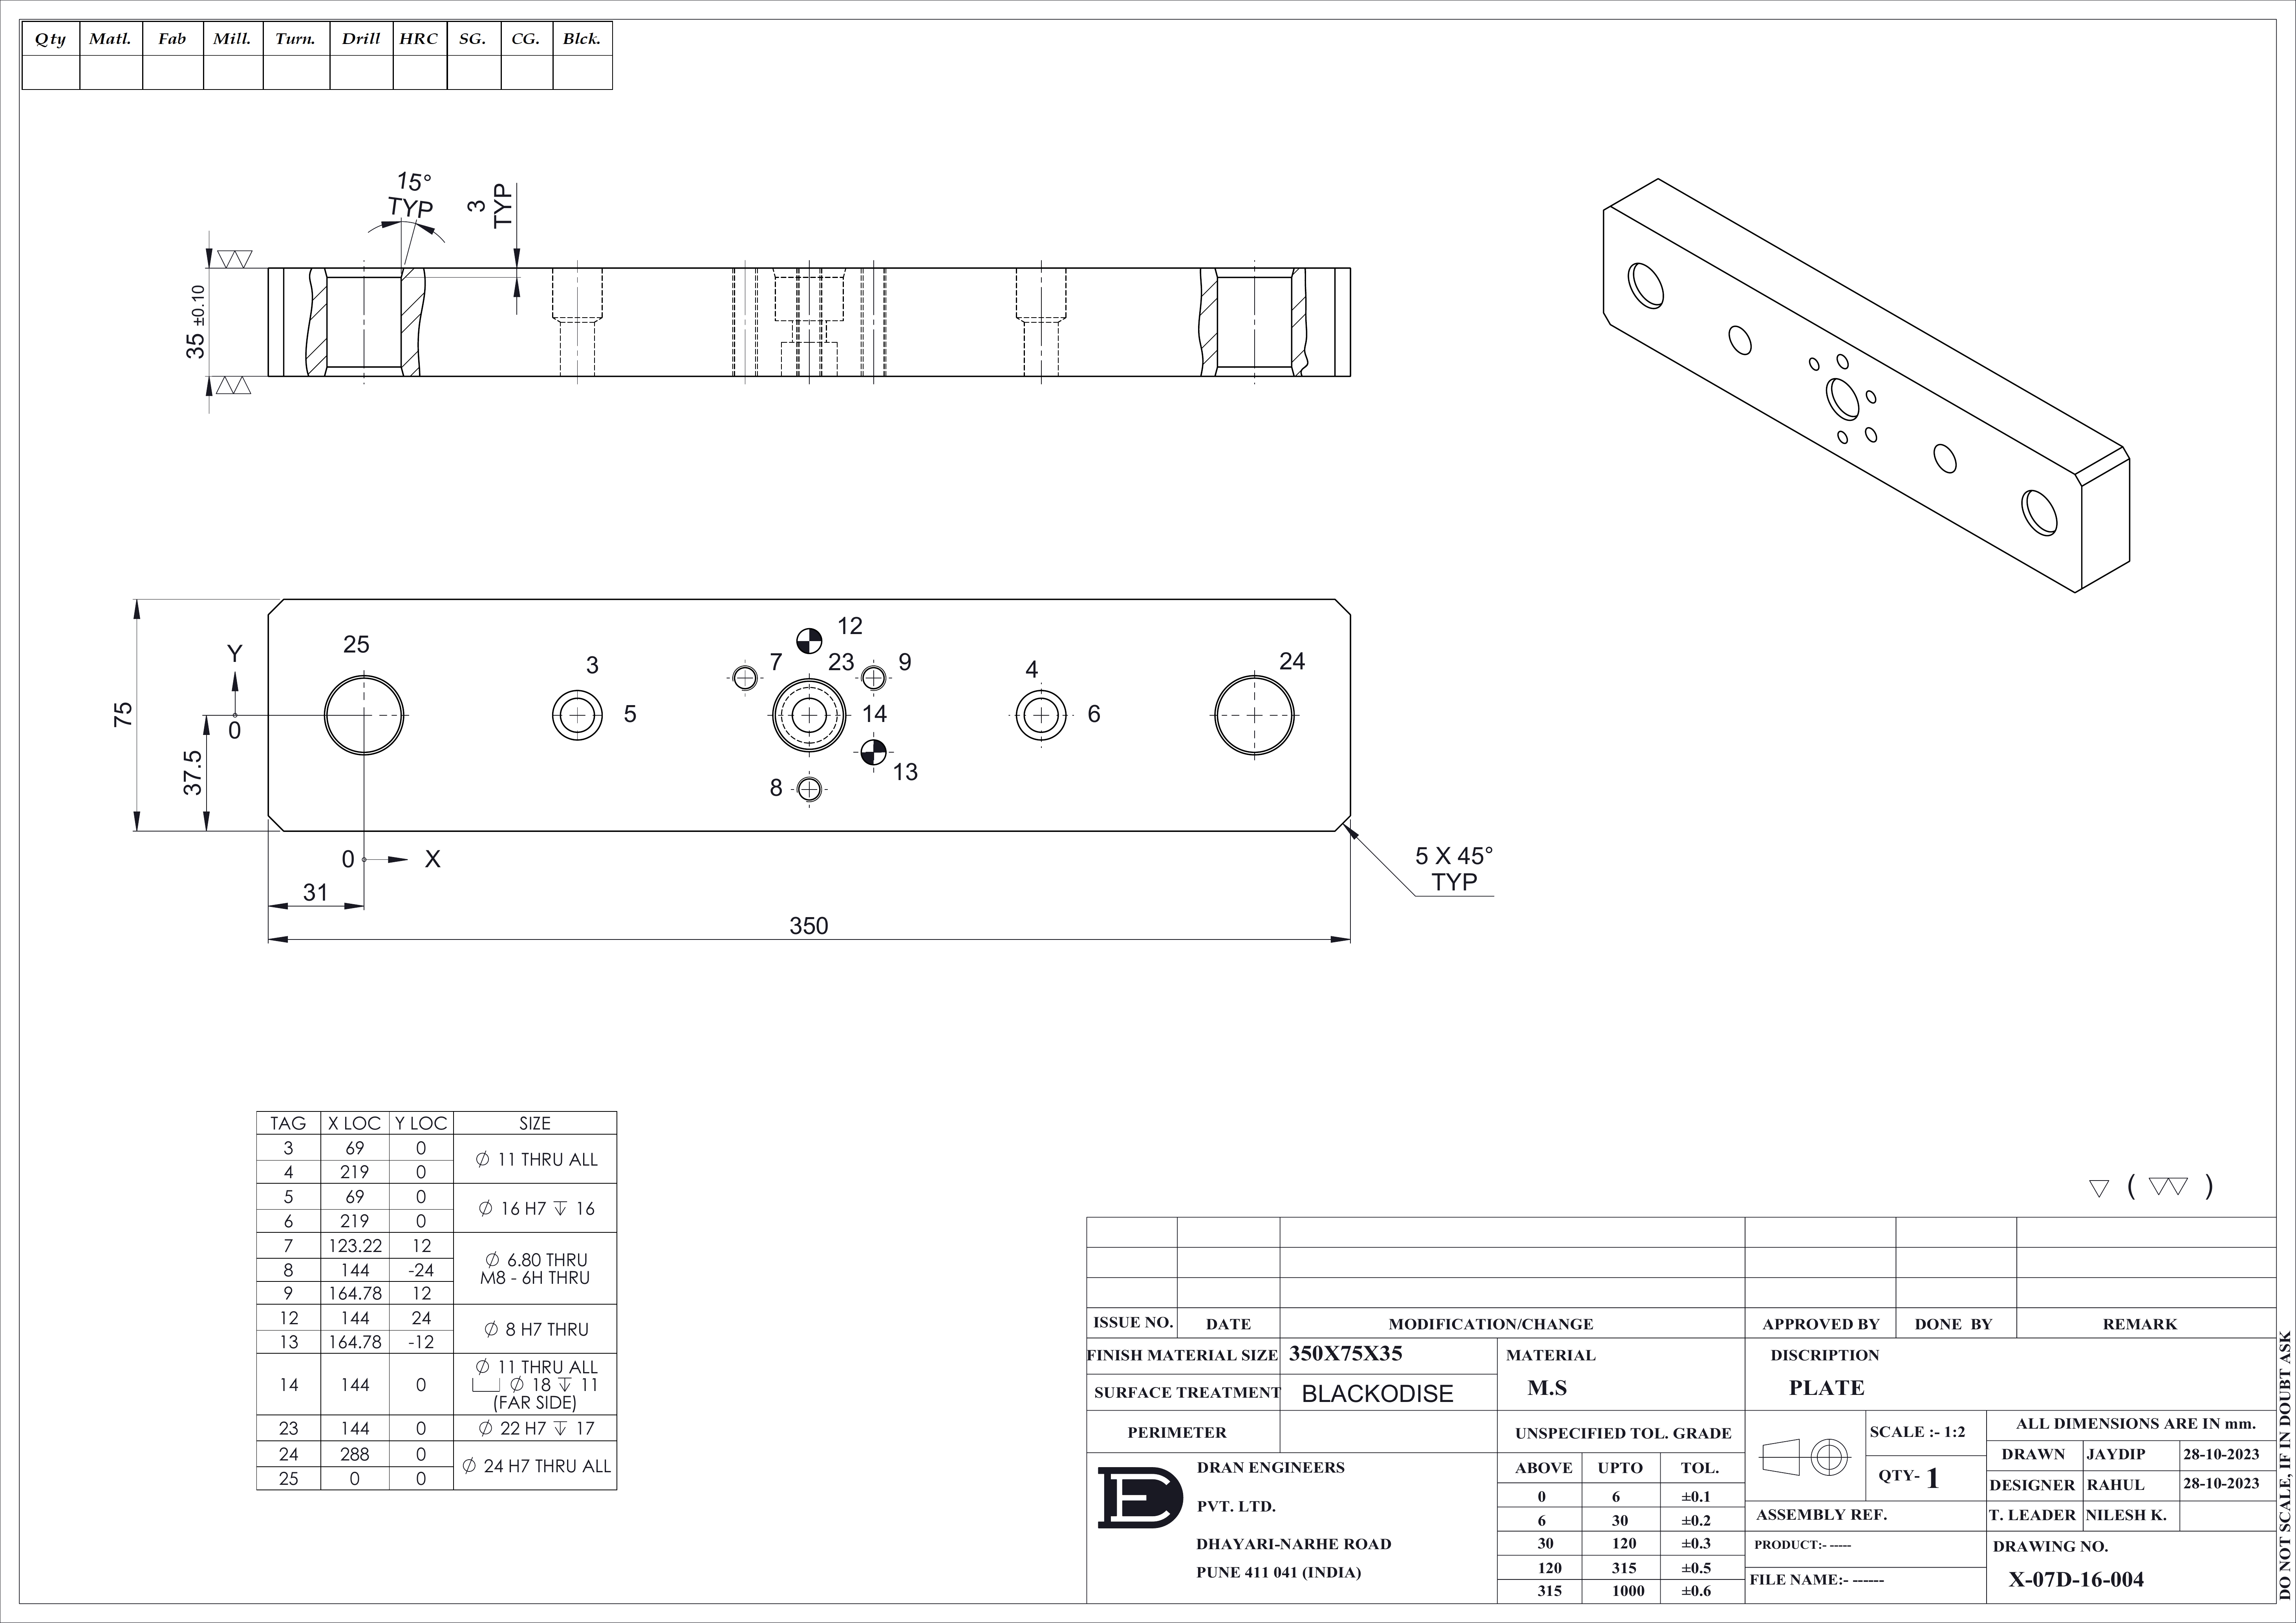 Qty Matl. Fab Mill. Turn. Drill HRC SG. CG. Blck.
15°
TYP
3
TYP
35 ±0.10
25
3
5
12
7
23
9
14
13
8
4
6
24
Y
0
75
37.5
0
X
31
350
5 X 45°
TYP
TAG X LOC Y LOC SIZE
3 69 0 Ø 11 THRU ALL
4 219 0
5 69 0 Ø 16 H7 ↧ 16
6 219 0
7 123.22 12 Ø 6.80 THRU
8 144 -24 M8 - 6H THRU
9 164.78 12
12 144 24 Ø 8 H7 THRU
13 164.78 -12
14 144 0 Ø 11 THRU ALL
⌴ Ø 18 ↧ 11
(FAR SIDE)
23 144 0 Ø 22 H7 ↧ 17
24 288 0 Ø 24 H7 THRU ALL
25 0 0
▽ ( ▽▽ )
ISSUE NO. DATE MODIFICATION/CHANGE APPROVED BY DONE BY REMARK
FINISH MATERIAL SIZE 350X75X35
SURFACE TREATMENT BLACKODISE
PERIMETER
MATERIAL
M.S
DISCRIPTION
PLATE
UNSPECIFIED TOL. GRADE
ABOVE UPTO TOL.
0 6 ±0.1
6 30 ±0.2
30 120 ±0.3
120 315 ±0.5
315 1000 ±0.6
DRAN ENGINEERS
PVT. LTD.
DHAYARI-NARHE ROAD
PUNE 411 041 (INDIA)
SCALE :- 1:2
QTY- 1
ALL DIMENSIONS ARE IN mm.
DRAWN JAYDIP 28-10-2023
DESIGNER RAHUL 28-10-2023
T. LEADER NILESH K.
ASSEMBLY REF.
PRODUCT:- -----
FILE NAME:- ------
DRAWING NO.
X-07D-16-004
DO NOT SCALE, IF IN DOUBT ASK